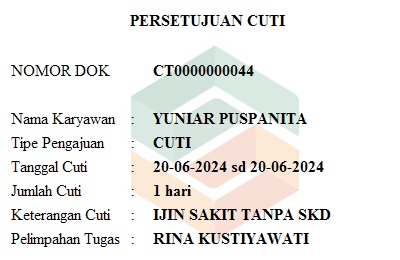 PERSETUJUAN CUTI
NOMOR DOK CT0000000044
Nama Karyawan : YUNIAR PUSPANITA
Tipe Pengajuan : CUTI
Tanggal Cuti : 20-06-2024 sd 20-06-2024
Jumlah Cuti : 1 hari
Keterangan Cuti : IJIN SAKIT TANPA SKD
Pelimpahan Tugas : RINA KUSTIYAWATI